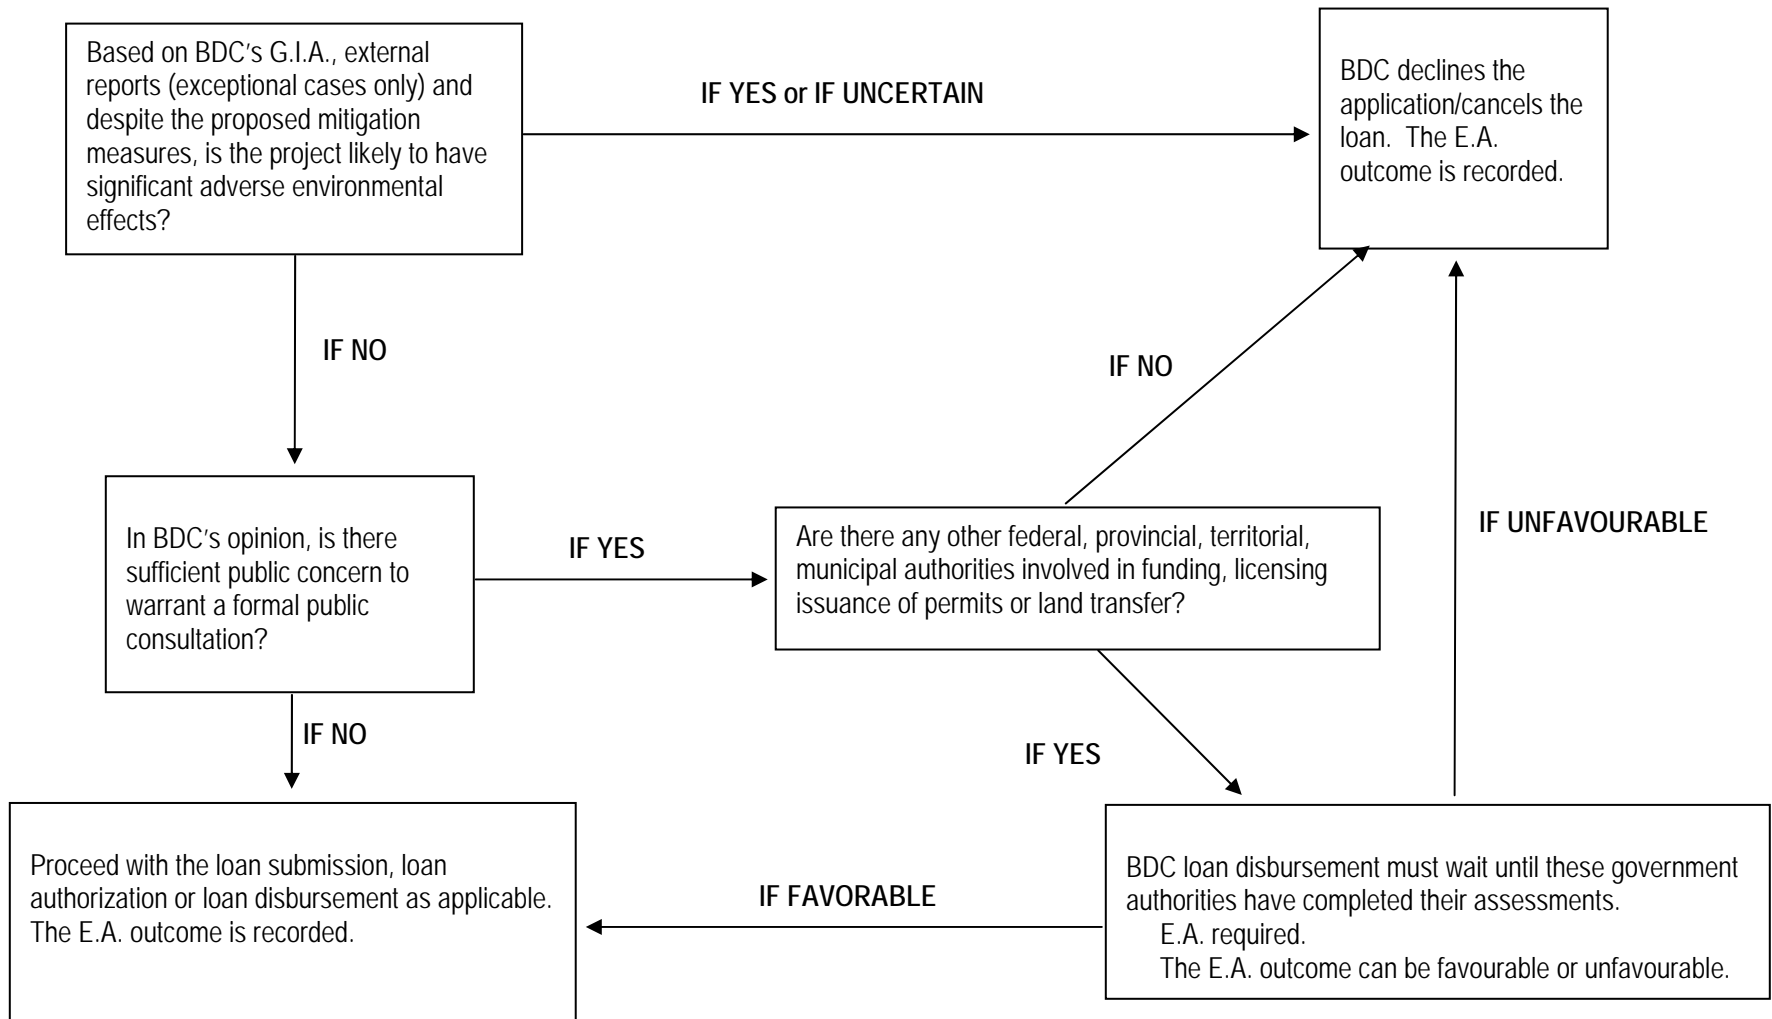 Based on BDC's G.I.A., external
reports (exceptional cases only) and
despite the proposed mitigation
measures, is the project likely to have
significant adverse environmental
effects?
IF YES or IF UNCERTAIN
BDC declines the
application/cancels the
loan.  The E.A.
outcome is recorded.
IF NO
IF NO
In BDC's opinion, is there
sufficient public concern to
warrant a formal public
consultation?
IF YES
Are there any other federal, provincial, territorial,
municipal authorities involved in funding, licensing
issuance of permits or land transfer?
IF UNFAVOURABLE
IF NO
IF YES
Proceed with the loan submission, loan
authorization or loan disbursement as applicable.
The E.A. outcome is recorded.
IF FAVORABLE
BDC loan disbursement must wait until these government
authorities have completed their assessments.
E.A. required.
The E.A. outcome can be favourable or unfavourable.